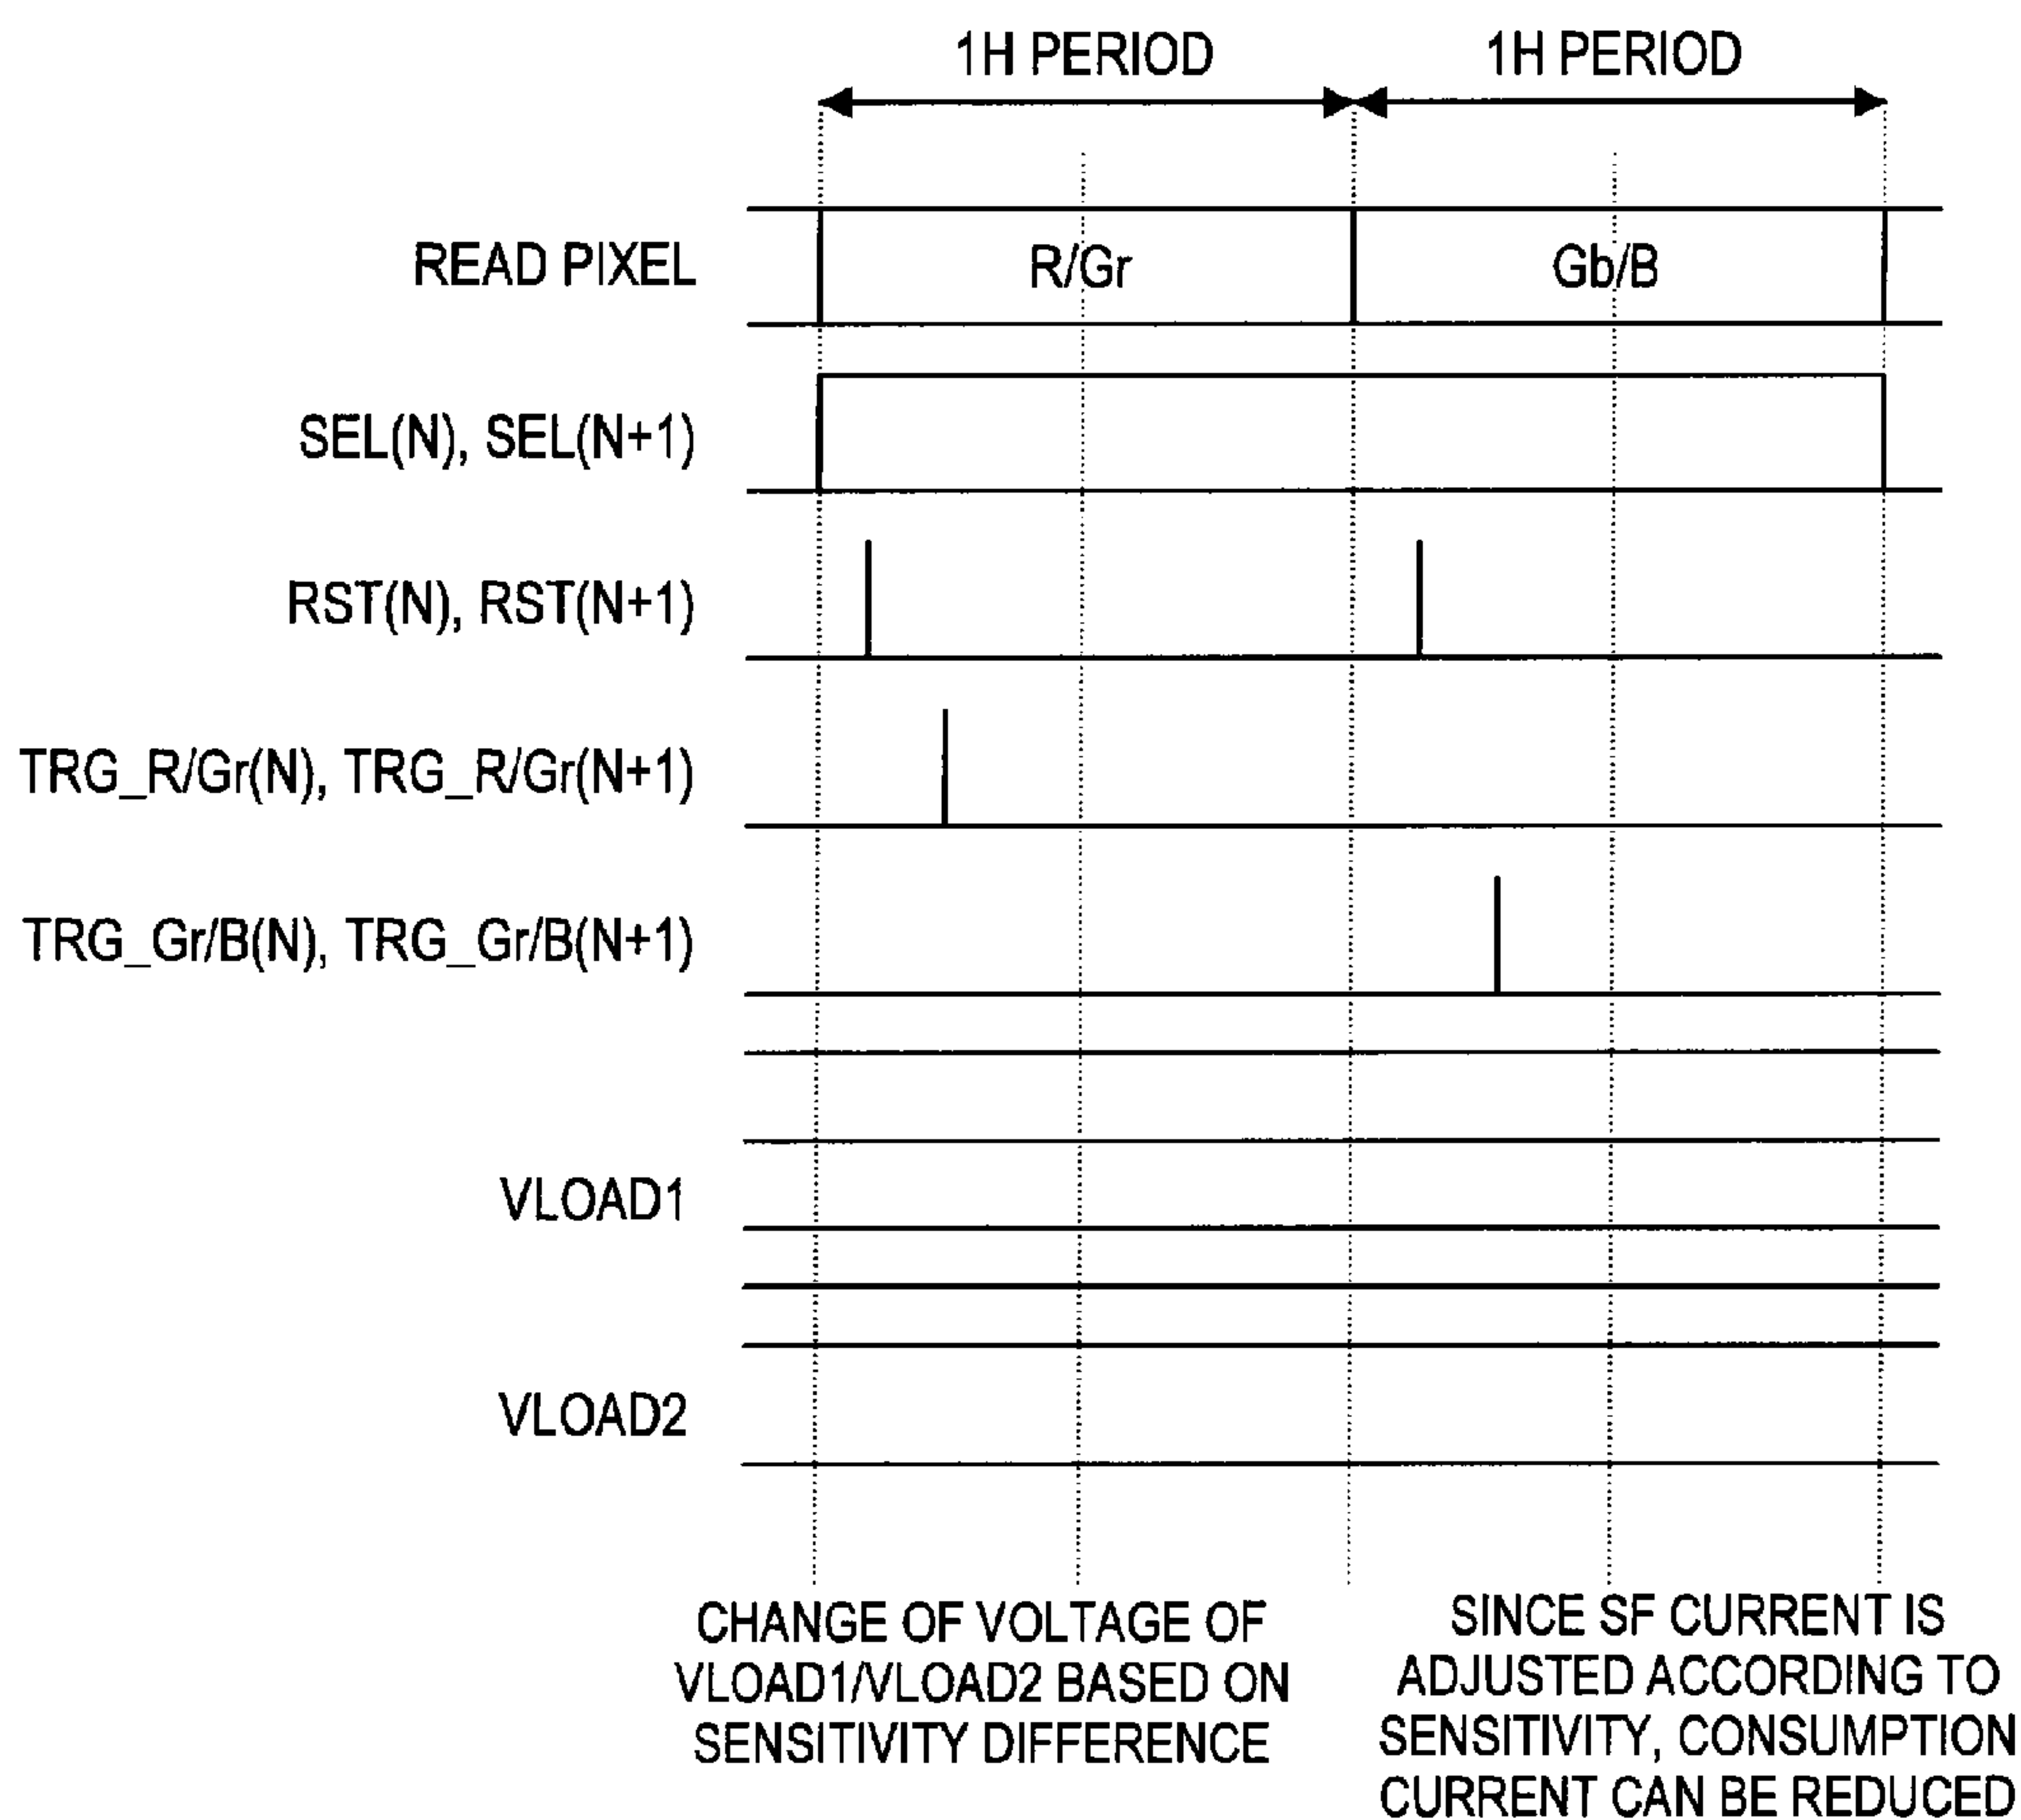 1H PERIOD 1H PERIOD
READ PIXEL R/Gr Gb/B
SEL(N), SEL(N+1)
RST(N), RST(N+1)
TRG_R/Gr(N), TRG_R/Gr(N+1)
TRG_Gr/B(N), TRG_Gr/B(N+1)
VLOAD1
VLOAD2
CHANGE OF VOLTAGE OF
VLOAD1/VLOAD2 BASED ON
SENSITIVITY DIFFERENCE
SINCE SF CURRENT IS
ADJUSTED ACCORDING TO
SENSITIVITY, CONSUMPTION
CURRENT CAN BE REDUCED